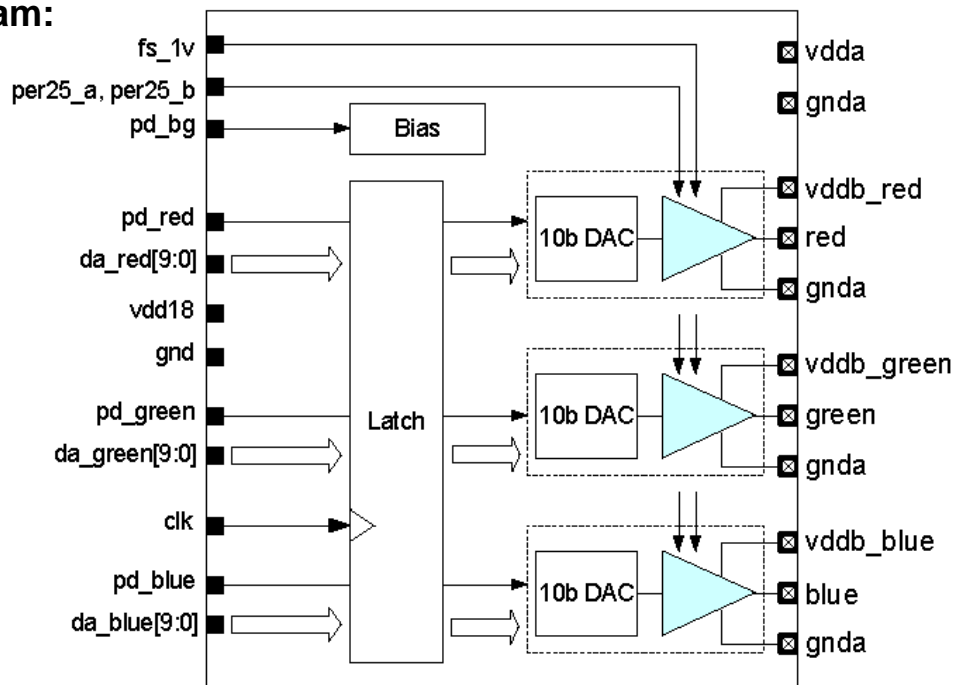 am:
fs_1v
per25_a, per25_b
pd_bg
Bias
pd_red
da_red[9:0]
vdd18
gnd
pd_green
da_green[9:0]
clk
pd_blue
da_blue[9:0]
Latch
10b DAC
10b DAC
10b DAC
vdda
gnda
vddb_red
red
gnda
vddb_green
green
gnda
vddb_blue
blue
gnda